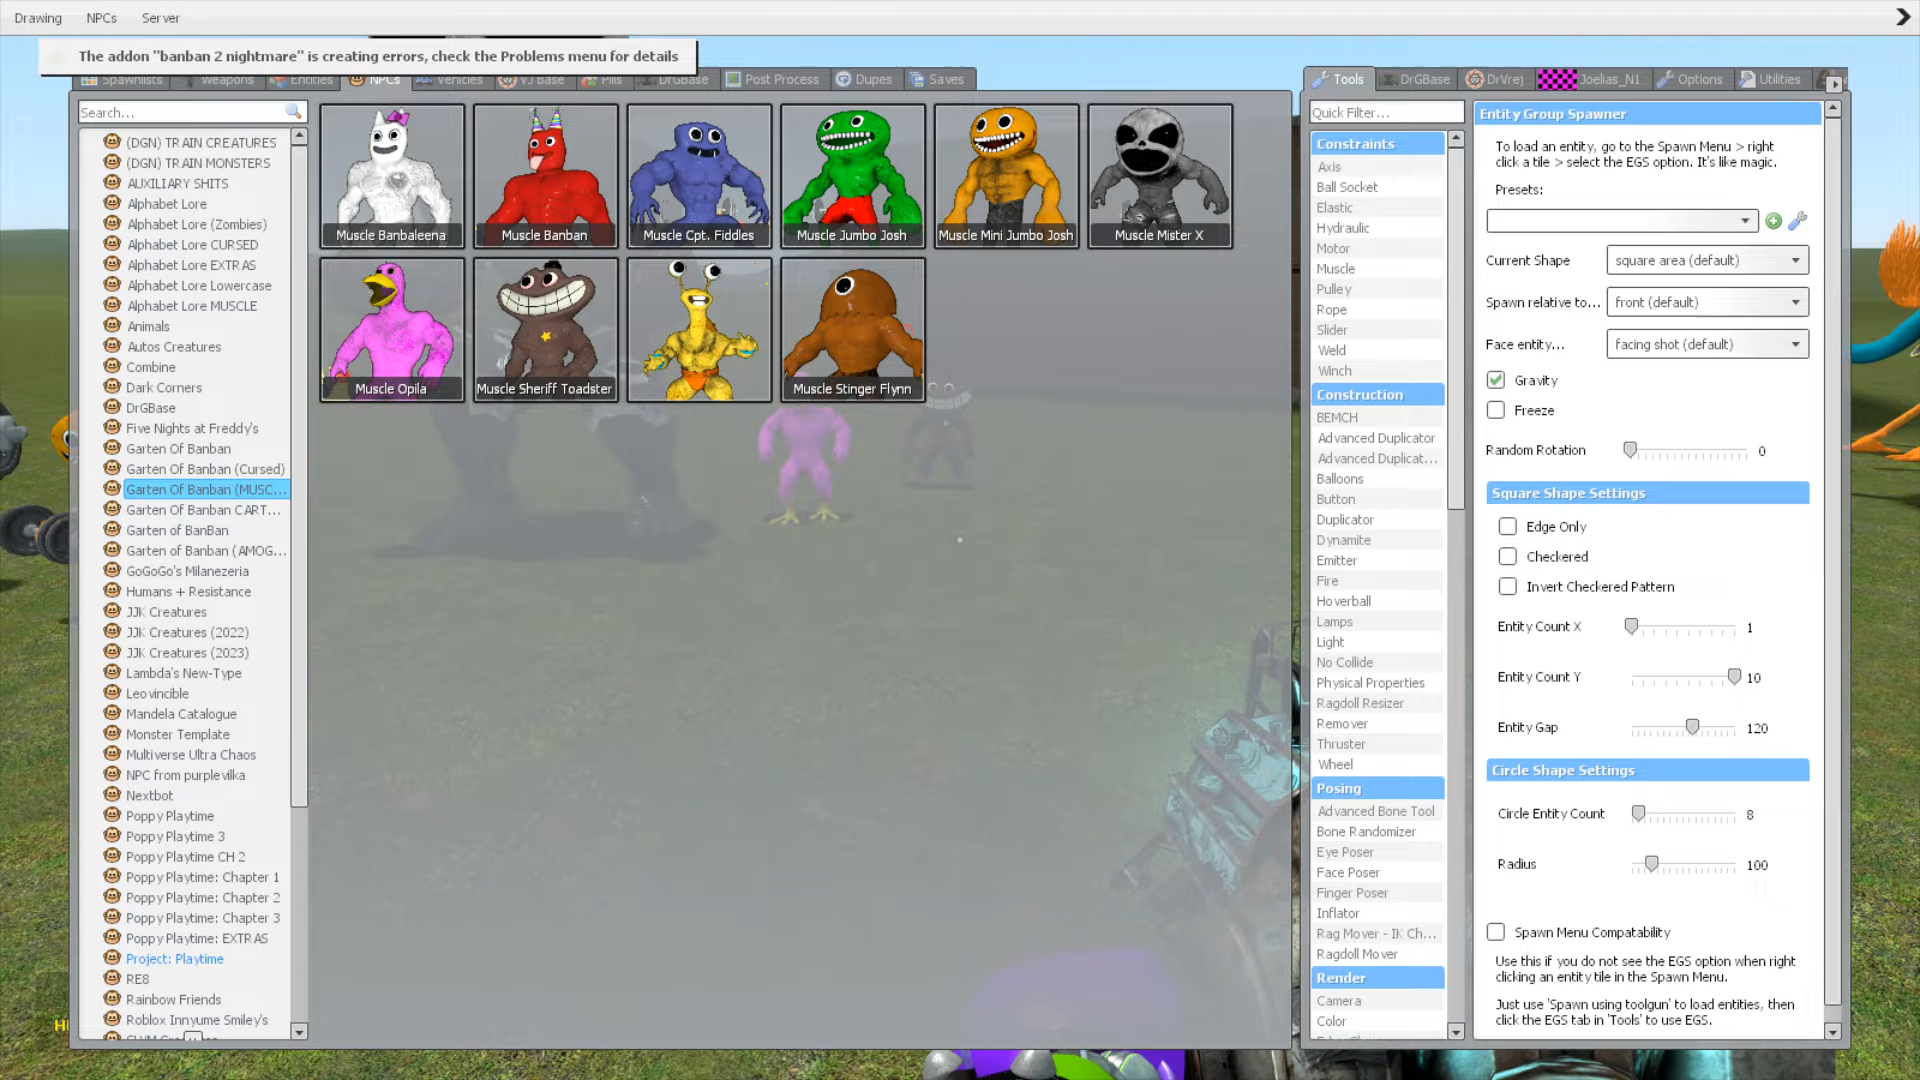 Drawing NPCs Server
The addon "banban 2 nightmare" is creating errors, check the Problems menu for details
Spawnlists Weapons Entities NPCs Vehicles VJ Base Pills DrGBase Post Process Dupes Saves
Search...
(DGN) TRAIN CREATURES
(DGN) TRAIN MONSTERS
AUXILIARY SHITS
Alphabet Lore
Alphabet Lore (Zombies)
Alphabet Lore CURSED
Alphabet Lore EXTRAS
Alphabet Lore Lowercase
Alphabet Lore MUSCLE
Animals
Autos Creatures
Combine
Dark Corners
DrGBase
Five Nights at Freddy's
Garten Of Banban
Garten Of Banban (Cursed)
Garten Of Banban (MUSC...
Garten Of Banban CART...
Garten of BanBan
Garten of Banban (AMOG...
GoGoGo's Milanezeria
Humans + Resistance
JJK Creatures
JJK Creatures (2022)
JJK Creatures (2023)
Lambda's New-Type
Leovincible
Mandela Catalogue
Monster Template
Multiverse Ultra Chaos
NPC from purplevilka
Nextbot
Poppy Playtime
Poppy Playtime 3
Poppy Playtime CH 2
Poppy Playtime: Chapter 1
Poppy Playtime: Chapter 2
Poppy Playtime: Chapter 3
Poppy Playtime: EXTRAS
Project: Playtime
RE8
Rainbow Friends
Roblox Innyume Smiley's
Muscle Banbaleena
Muscle Banban
Muscle Cpt. Fiddles
Muscle Jumbo Josh
Muscle Mini Jumbo Josh
Muscle Mister X
Muscle Opila
Muscle Sheriff Toadster
Muscle Stinger Flynn
Tools DrGBase DrVrej Joelias_N1 Options Utilities
Quick Filter...
Constraints
Axis
Ball Socket
Elastic
Hydraulic
Motor
Muscle
Pulley
Rope
Slider
Weld
Winch
Construction
BEMCH
Advanced Duplicator
Advanced Duplicat...
Balloons
Button
Duplicator
Dynamite
Emitter
Fire
Hoverball
Lamps
Light
No Collide
Physical Properties
Ragdoll Resizer
Remover
Thruster
Wheel
Posing
Advanced Bone Tool
Bone Randomizer
Eye Poser
Face Poser
Finger Poser
Inflator
Rag Mover - IK Ch...
Ragdoll Mover
Render
Camera
Color
Entity Group Spawner
To load an entity, go to the Spawn Menu > right
click a tile > select the EGS option. It's like magic.
Presets:
Current Shape square area (default)
Spawn relative to... front (default)
Face entity... facing shot (default)
Gravity
Freeze
Random Rotation 0
Square Shape Settings
Edge Only
Checkered
Invert Checkered Pattern
Entity Count X 1
Entity Count Y 10
Entity Gap 120
Circle Shape Settings
Circle Entity Count 8
Radius 100
Spawn Menu Compatability
Use this if you do not see the EGS option when right
clicking an entity tile in the Spawn Menu.
Just use 'Spawn using toolgun' to load entities, then
click the EGS tab in 'Tools' to use EGS.